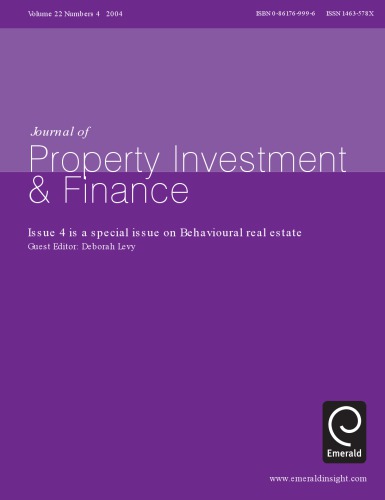 Volume 22 Numbers 4 2004 ISBN 0-86176-999-6 ISSN 1463-578X
Journal of
Property Investment
& Finance
Issue 4 is a special issue on Behavioural real estate
Guest Editor: Deborah Levy
Emerald
www.emeraldinsight.com